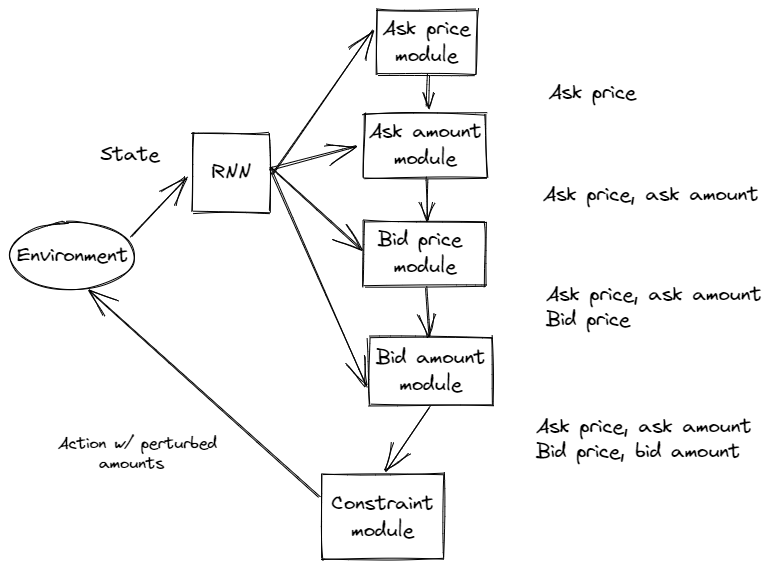 Ask price
module
Ask price
State
RNN
Ask amount
module
Ask price, ask amount
Environment
Bid price
module
Ask price, ask amount
Bid price
Bid amount
module
Action w/ perturbed
amounts
Ask price, ask amount
Bid price, bid amount
Constraint
module